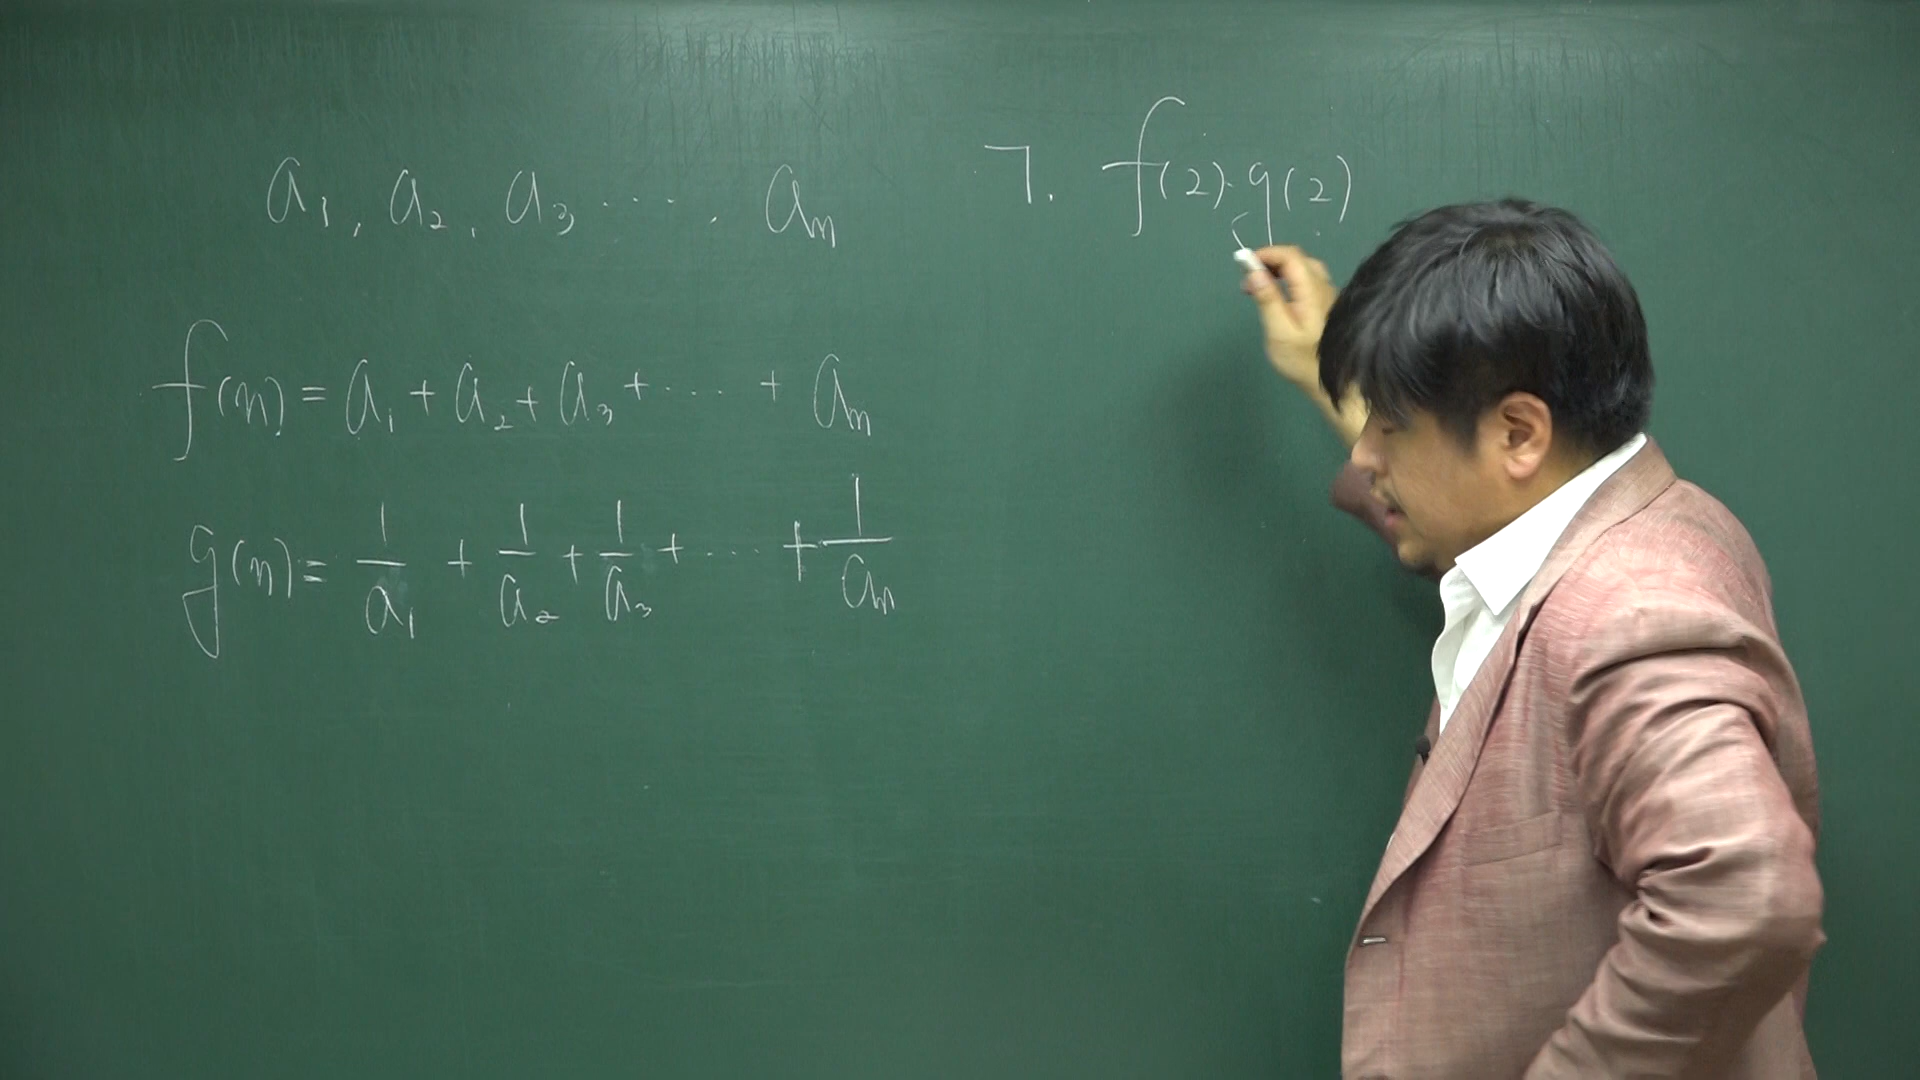 a₁, a₂, a₃ ‥‥, aₙ
f(n) = a₁ + a₂ + a₃ + ‥‥ + aₙ
g(n) = 1/a₁ + 1/a₂ + 1/a₃ + ‥‥ + 1/aₙ
ㄱ. f(2)·g(2)